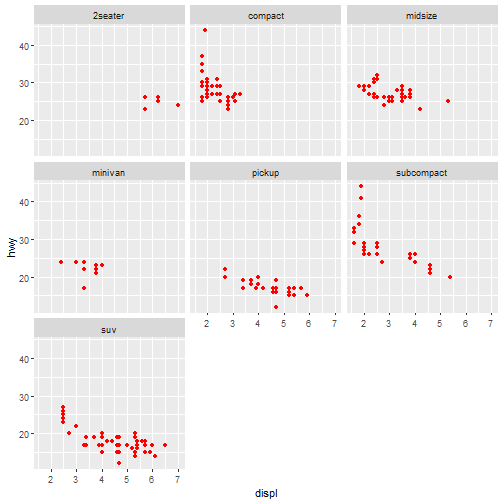 2seater compact midsize
40
30
20
minivan pickup subcompact
40
30
20
2 3 4 5 6 7 2 3 4 5 6 7
suv
40
30
20
2 3 4 5 6 7
hwy
displ